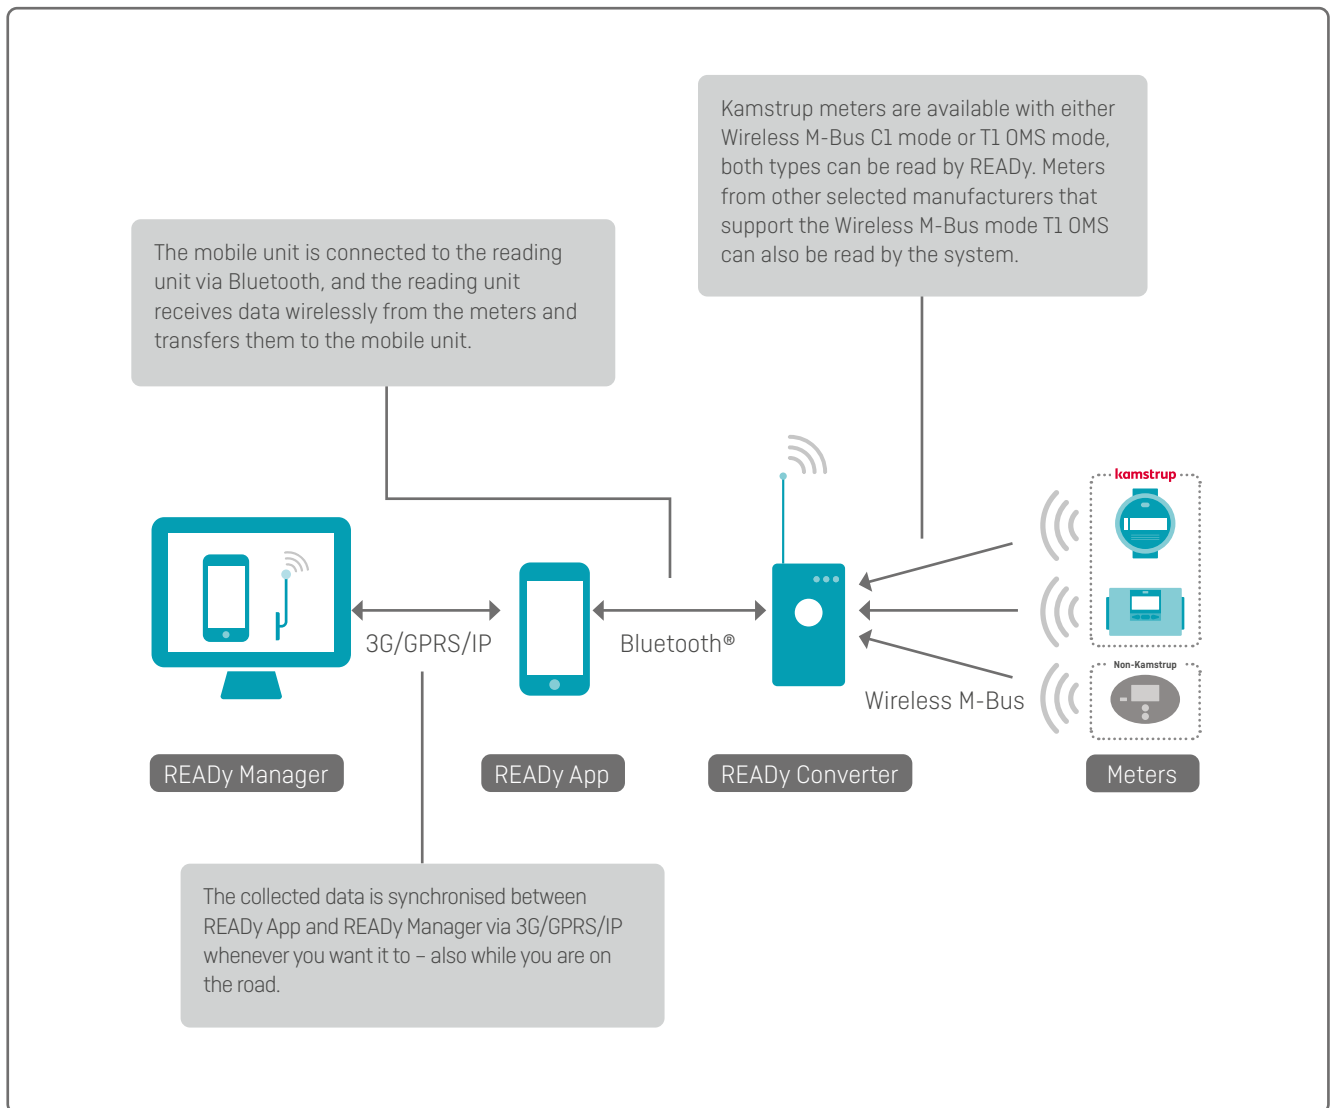 Kamstrup meters are available with either
Wireless M-Bus C1 mode or T1 OMS mode,
both types can be read by READy. Meters
from other selected manufacturers that
support the Wireless M-Bus mode T1 OMS
can also be read by the system.
The mobile unit is connected to the reading
unit via Bluetooth, and the reading unit
receives data wirelessly from the meters and
transfers them to the mobile unit.
kamstrup
3G/GPRS/IP
Bluetooth®
Non-Kamstrup
Wireless M-Bus
READy Manager
READy App
READy Converter
Meters
The collected data is synchronised between
READy App and READy Manager via 3G/GPRS/IP
whenever you want it to – also while you are on
the road.